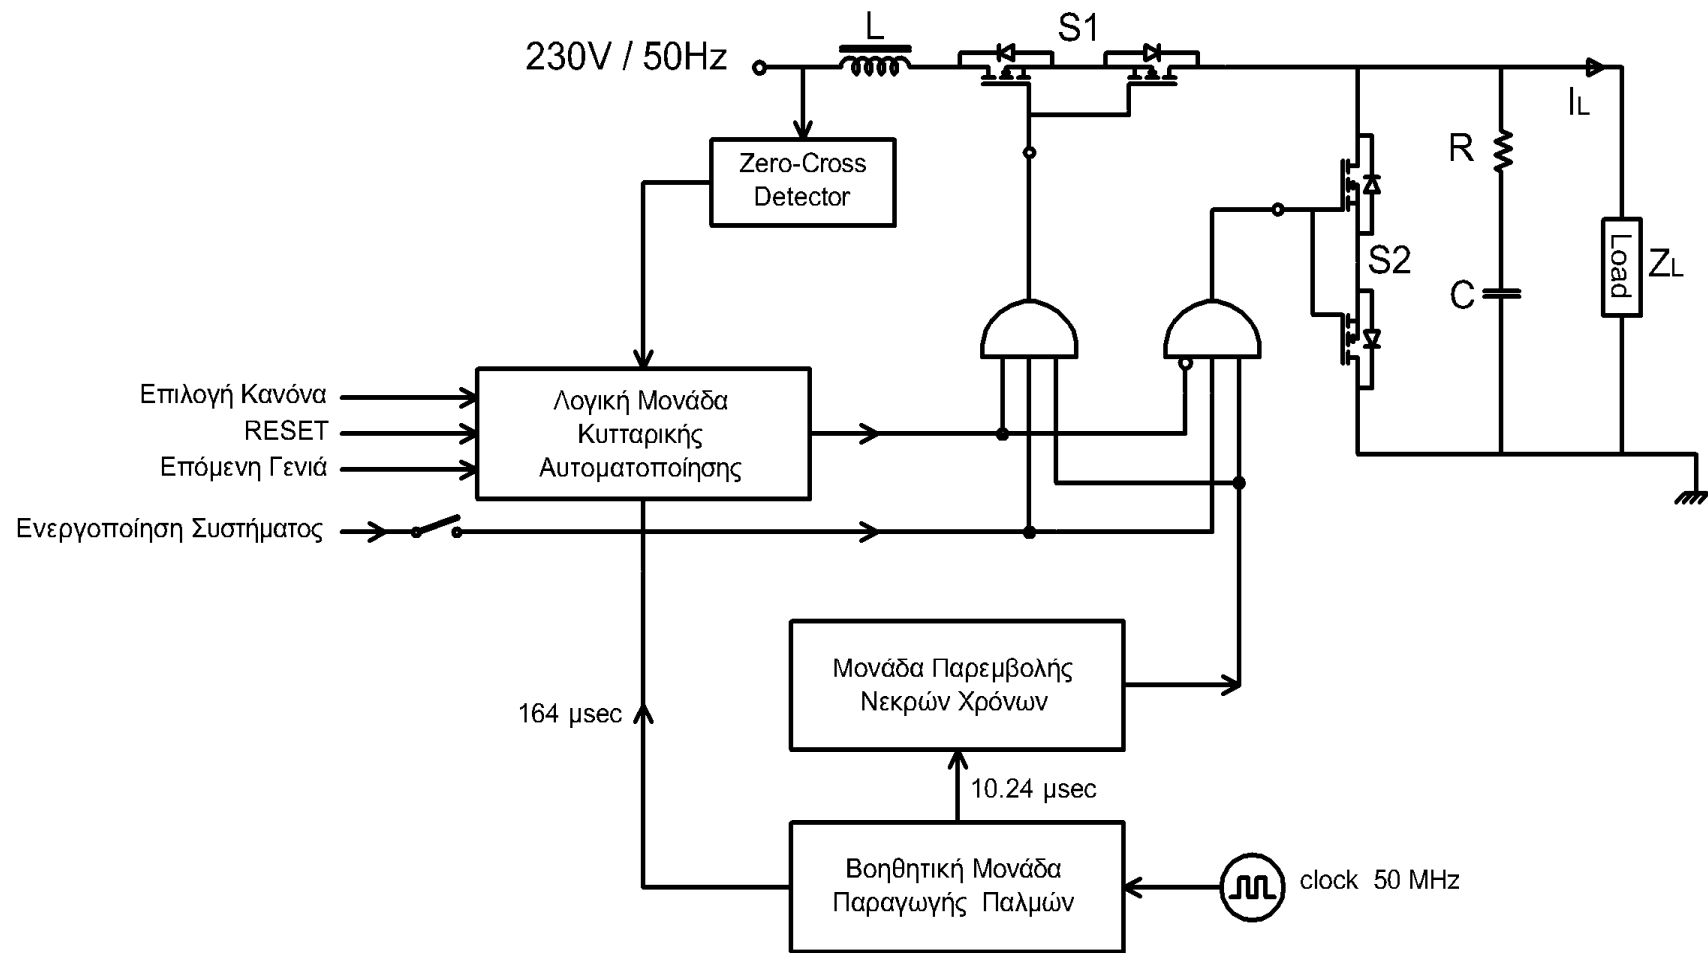 L
S1
230V / 50Hz
IL
Zero-Cross
Detector
R
S2
Load
ZL
C
Επιλογή Κανόνα
RESET
Επόμενη Γενιά
Λογική Μονάδα
Κυτταρικής
Αυτοματοποίησης
Ενεργοποίηση Συστήματος
Μονάδα Παρεμβολής
Νεκρών Χρόνων
164 μsec
10.24 μsec
Βοηθητική Μονάδα
Παραγωγής Παλμών
clock 50 MHz